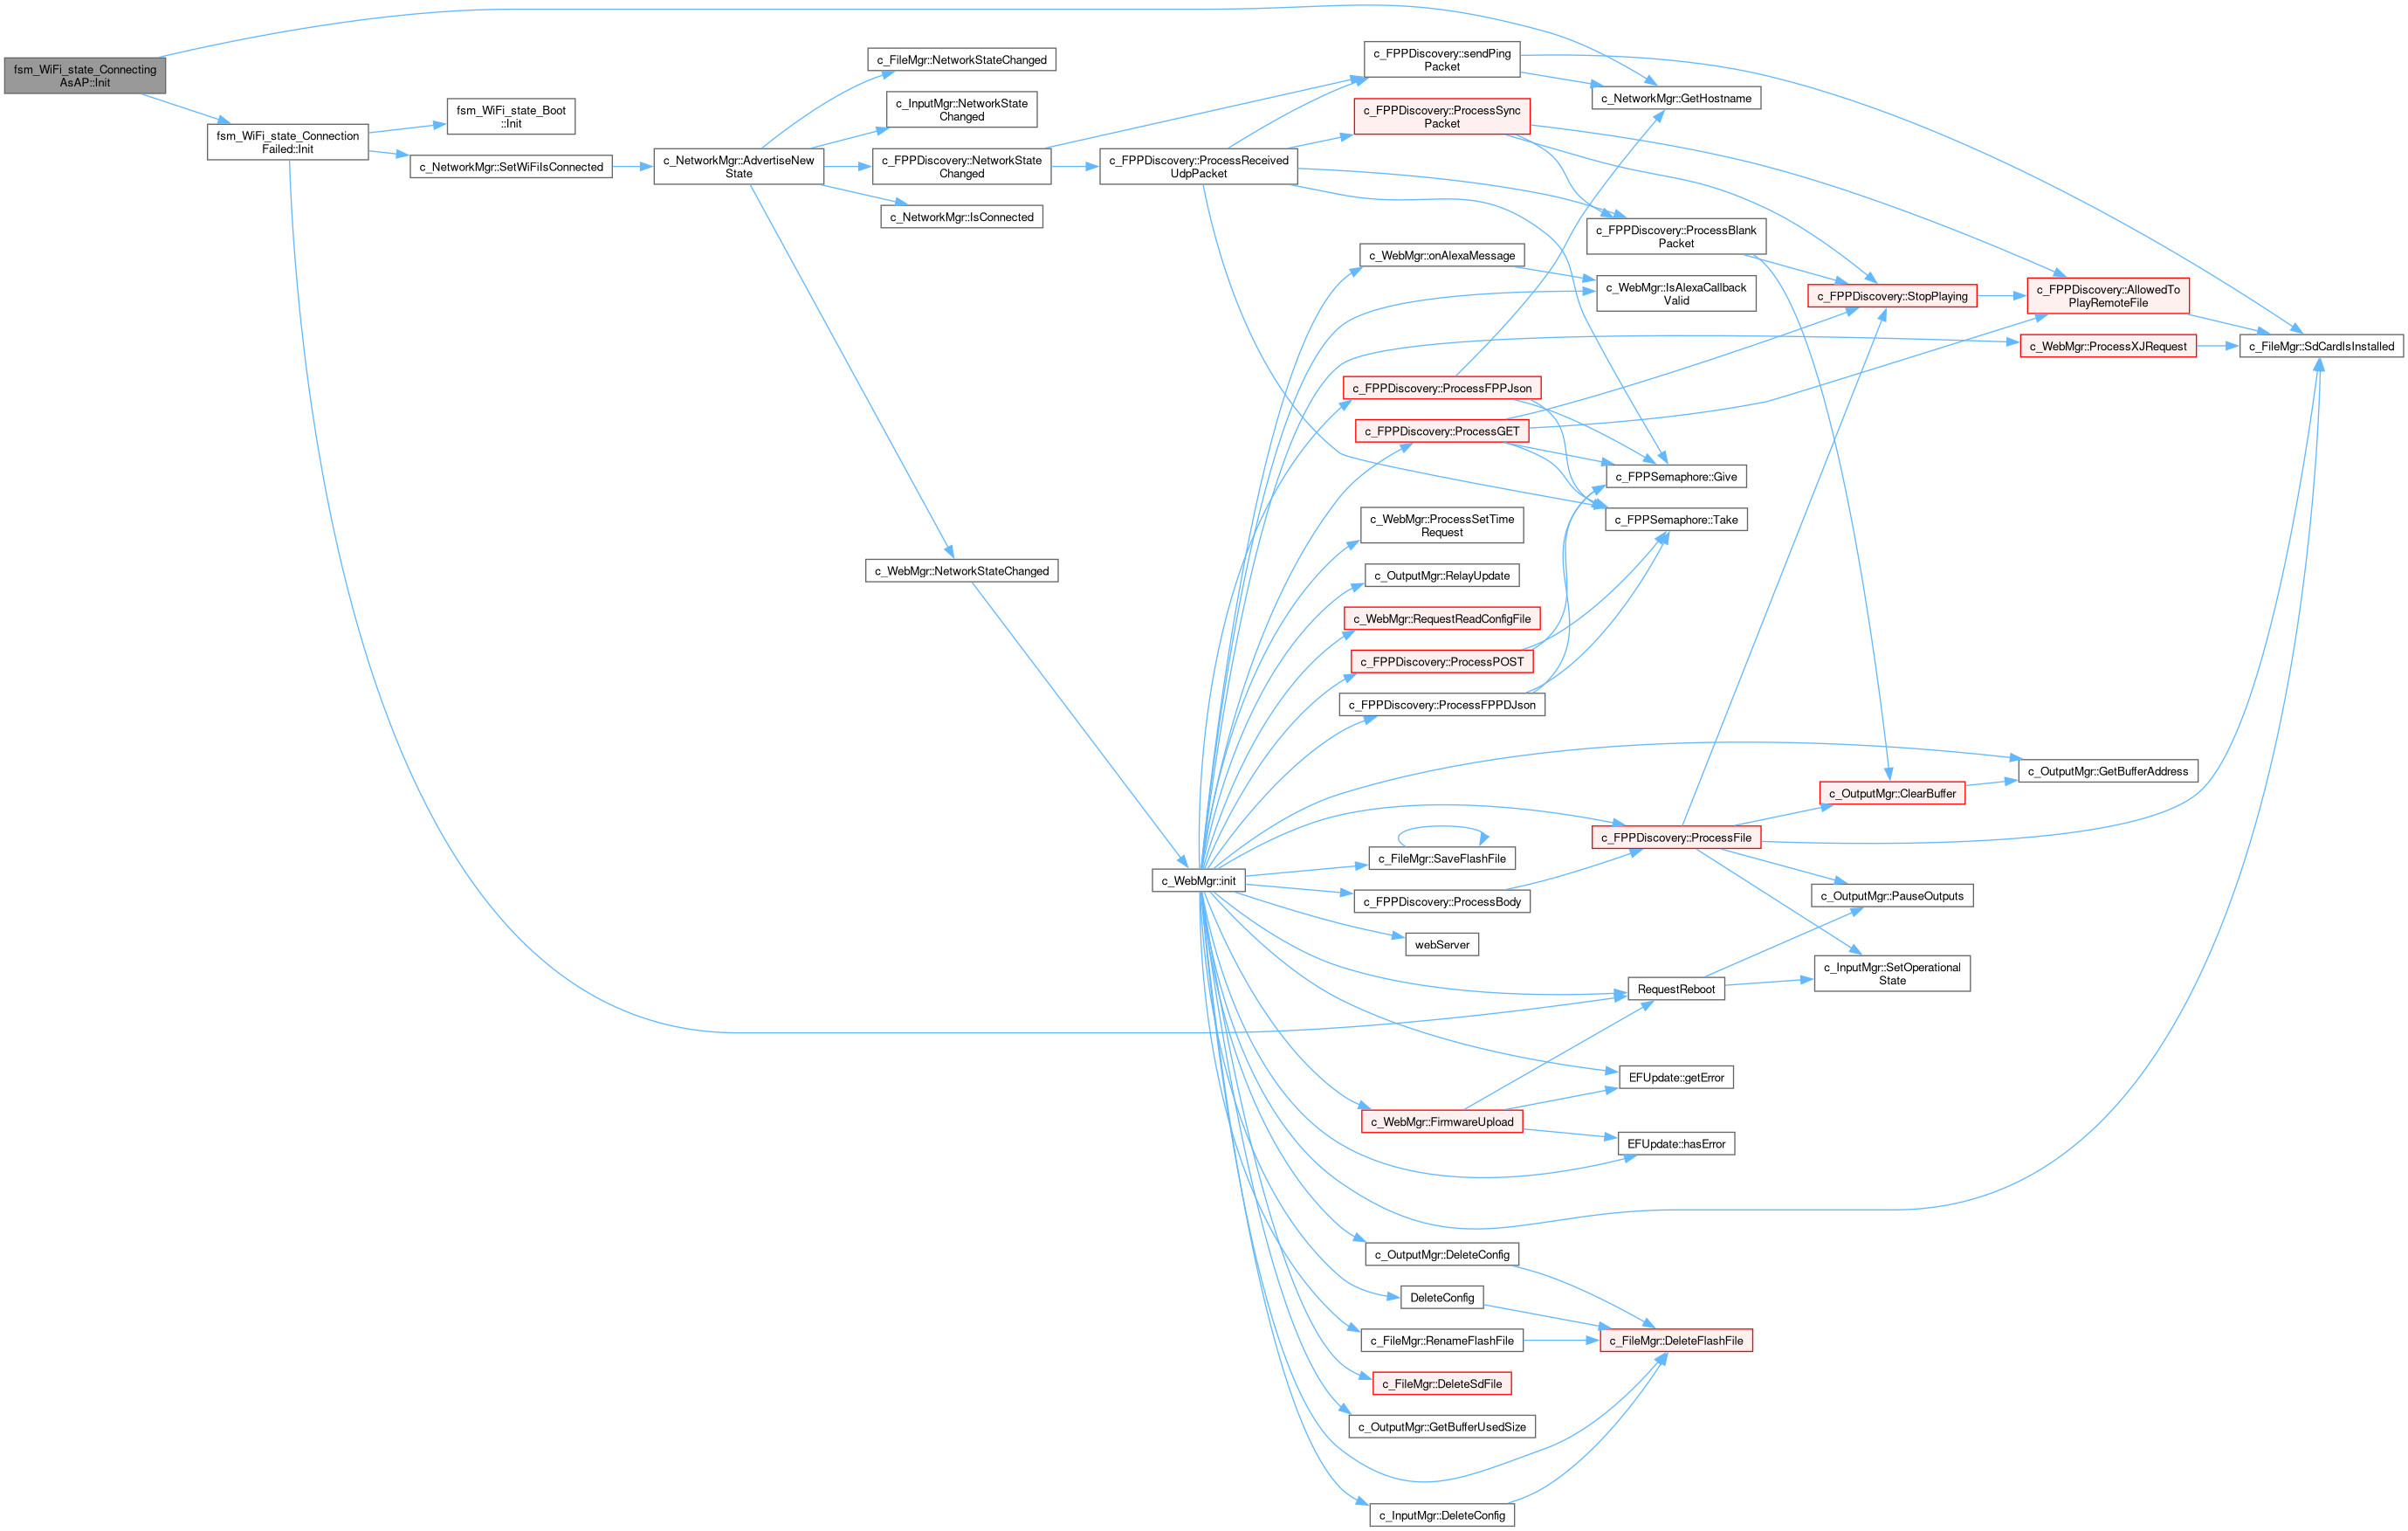 fsm_WiFi_state_Connecting
AsAP::Init
fsm_WiFi_state_Connection
Failed::Init
fsm_WiFi_state_Boot
::Init
c_NetworkMgr::SetWiFiIsConnected
c_NetworkMgr::AdvertiseNew
State
c_FileMgr::NetworkStateChanged
c_InputMgr::NetworkState
Changed
c_FPPDiscovery::NetworkState
Changed
c_NetworkMgr::IsConnected
c_WebMgr::NetworkStateChanged
c_FPPDiscovery::ProcessReceived
UdpPacket
c_WebMgr::init
c_FPPDiscovery::sendPing
Packet
c_FPPDiscovery::ProcessSync
Packet
c_WebMgr::onAlexaMessage
c_FPPDiscovery::ProcessFPPJson
c_FPPDiscovery::ProcessGET
c_WebMgr::ProcessSetTime
Request
c_OutputMgr::RelayUpdate
c_WebMgr::RequestReadConfigFile
c_FPPDiscovery::ProcessPOST
c_FPPDiscovery::ProcessFPPDJson
c_FileMgr::SaveFlashFile
c_FPPDiscovery::ProcessBody
webServer
c_WebMgr::FirmwareUpload
c_OutputMgr::DeleteConfig
DeleteConfig
c_FileMgr::RenameFlashFile
c_FileMgr::DeleteSdFile
c_OutputMgr::GetBufferUsedSize
c_InputMgr::DeleteConfig
c_NetworkMgr::GetHostname
c_FPPDiscovery::ProcessBlank
Packet
c_WebMgr::IsAlexaCallback
Valid
c_FPPSemaphore::Give
c_FPPSemaphore::Take
c_FPPDiscovery::ProcessFile
RequestReboot
EFUpdate::getError
EFUpdate::hasError
c_FileMgr::DeleteFlashFile
c_FPPDiscovery::StopPlaying
c_OutputMgr::ClearBuffer
c_OutputMgr::PauseOutputs
c_InputMgr::SetOperational
State
c_FPPDiscovery::AllowedTo
PlayRemoteFile
c_WebMgr::ProcessXJRequest
c_OutputMgr::GetBufferAddress
c_FileMgr::SdCardIsInstalled